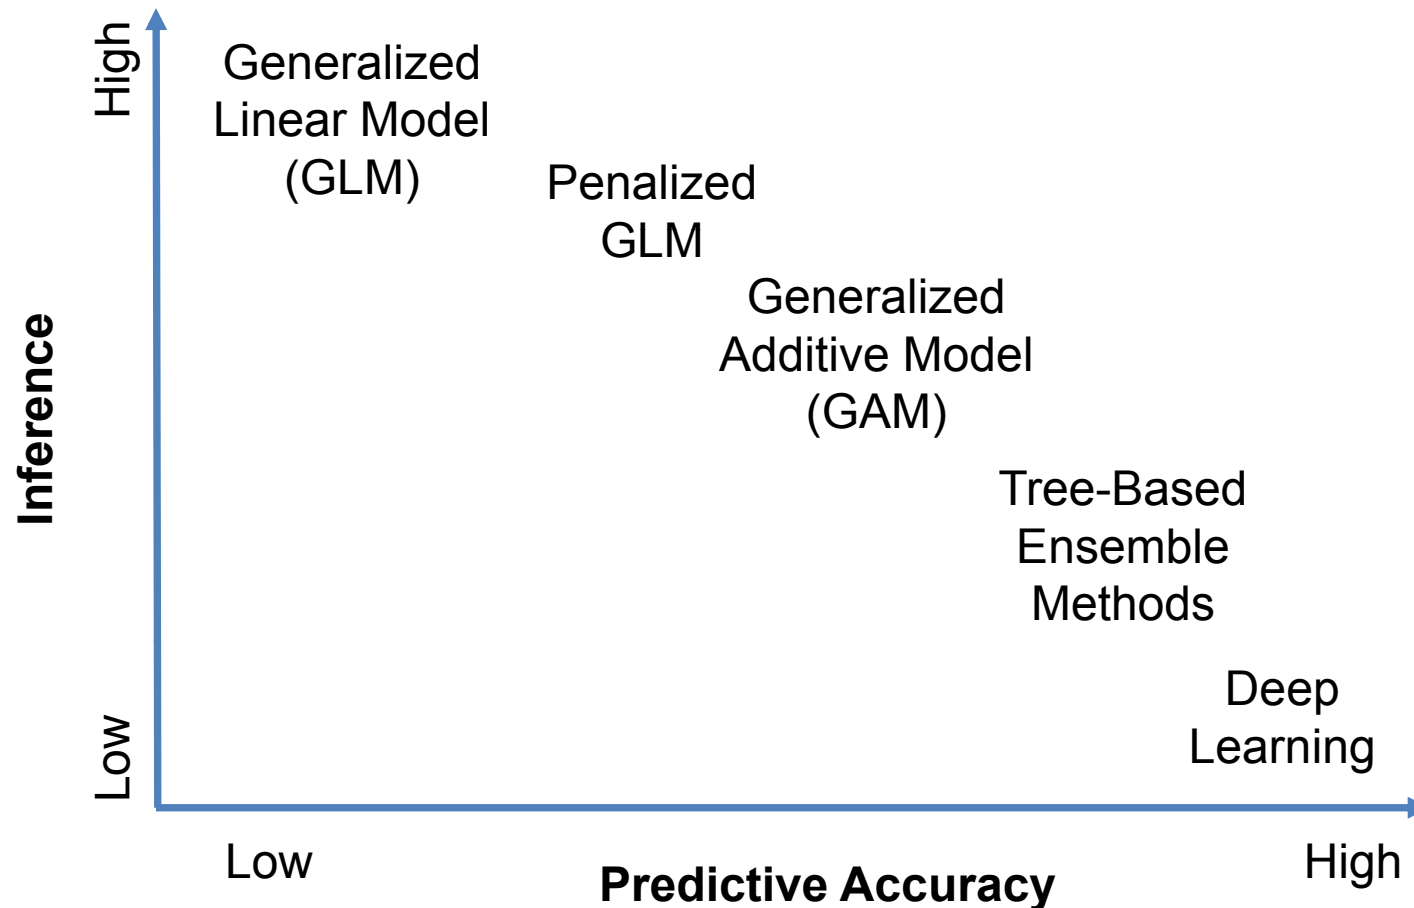 High
Generalized
Linear Model
(GLM)
Penalized
GLM
Generalized
Additive Model
(GAM)
Inference
Tree-Based
Ensemble
Methods
Deep
Learning
Low
Low
High
Predictive Accuracy